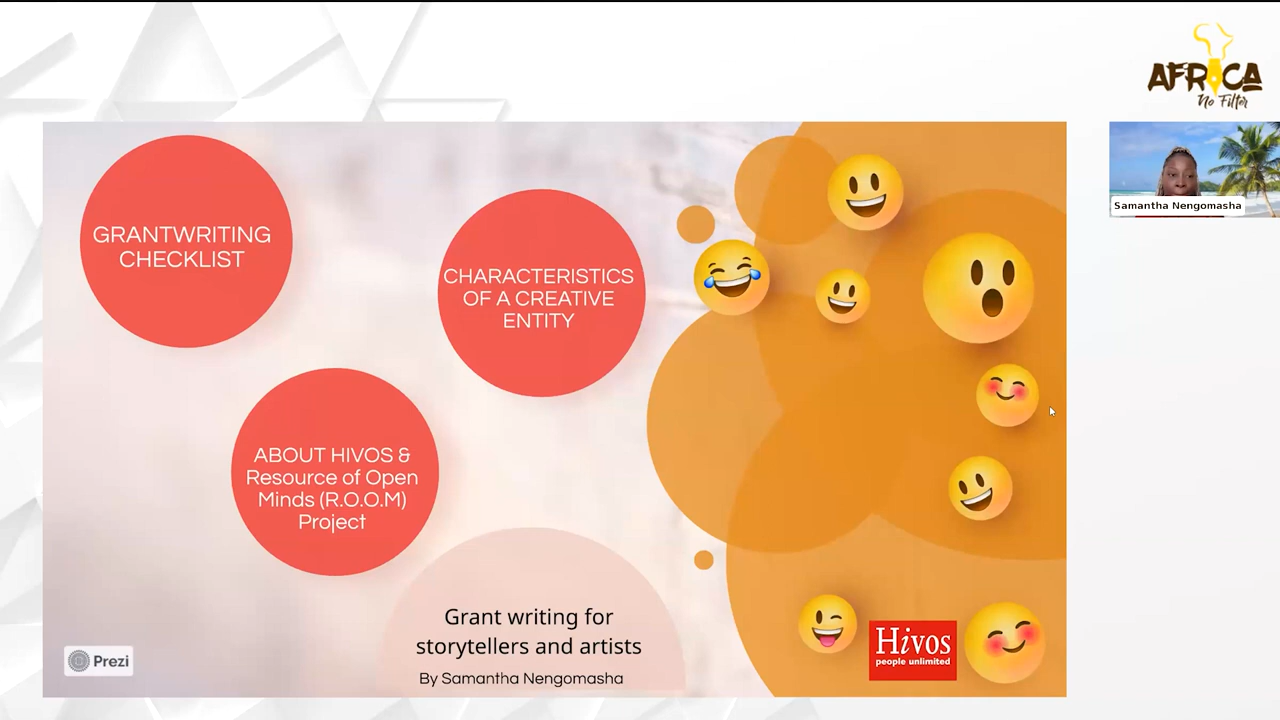 AFRICA
No Filter
Samantha Nengomasha
GRANTWRITING
CHECKLIST
CHARACTERISTICS
OF A CREATIVE
ENTITY
ABOUT HIVOS &
Resource of Open
Minds (R.O.O.M)
Project
Grant writing for
storytellers and artists
By Samantha Nengomasha
Prezi
Hivos
people unlimited